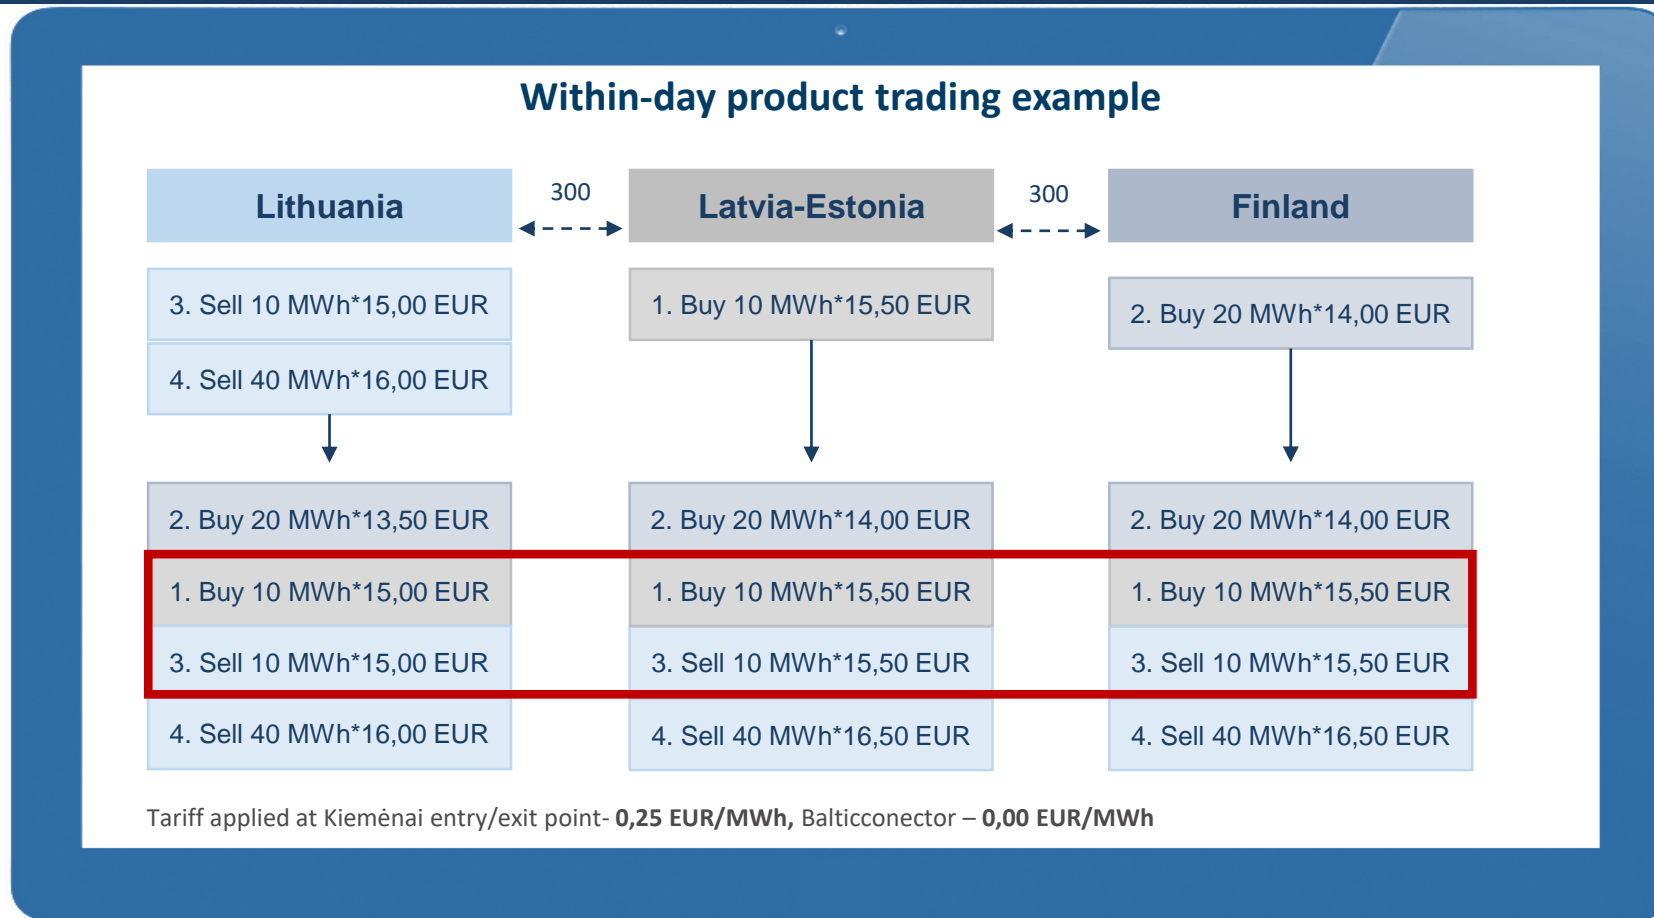 Within-day product trading example
Lithuania
300
Latvia-Estonia
300
Finland
3. Sell 10 MWh*15,00 EUR
4. Sell 40 MWh*16,00 EUR
1. Buy 10 MWh*15,50 EUR
2. Buy 20 MWh*14,00 EUR
2. Buy 20 MWh*13,50 EUR
1. Buy 10 MWh*15,00 EUR
3. Sell 10 MWh*15,00 EUR
4. Sell 40 MWh*16,00 EUR
2. Buy 20 MWh*14,00 EUR
1. Buy 10 MWh*15,50 EUR
3. Sell 10 MWh*15,50 EUR
4. Sell 40 MWh*16,50 EUR
2. Buy 20 MWh*14,00 EUR
1. Buy 10 MWh*15,50 EUR
3. Sell 10 MWh*15,50 EUR
4. Sell 40 MWh*16,50 EUR
Tariff applied at Kiemėnai entry/exit point- 0,25 EUR/MWh, Balticconector – 0,00 EUR/MWh